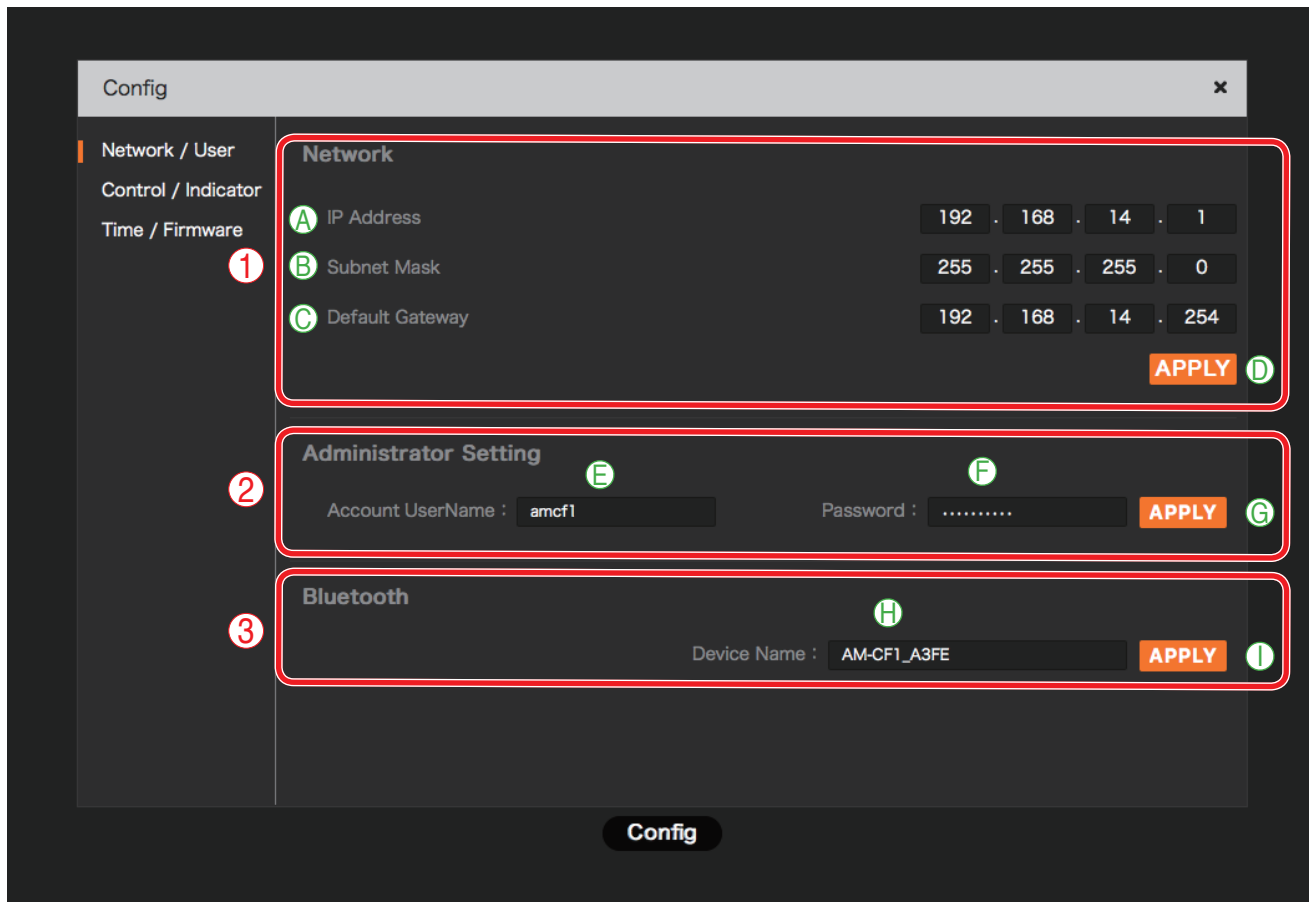 Config ×
Network / User
Control / Indicator
Time / Firmware
1
Network
A IP Address 192 . 168 . 14 . 1
B Subnet Mask 255 . 255 . 255 . 0
C Default Gateway 192 . 168 . 14 . 254
APPLY D
2
Administrator Setting
E F
Account UserName : amcf1 Password : ·········· APPLY G
3
Bluetooth
H
Device Name : AM-CF1_A3FE APPLY I
Config